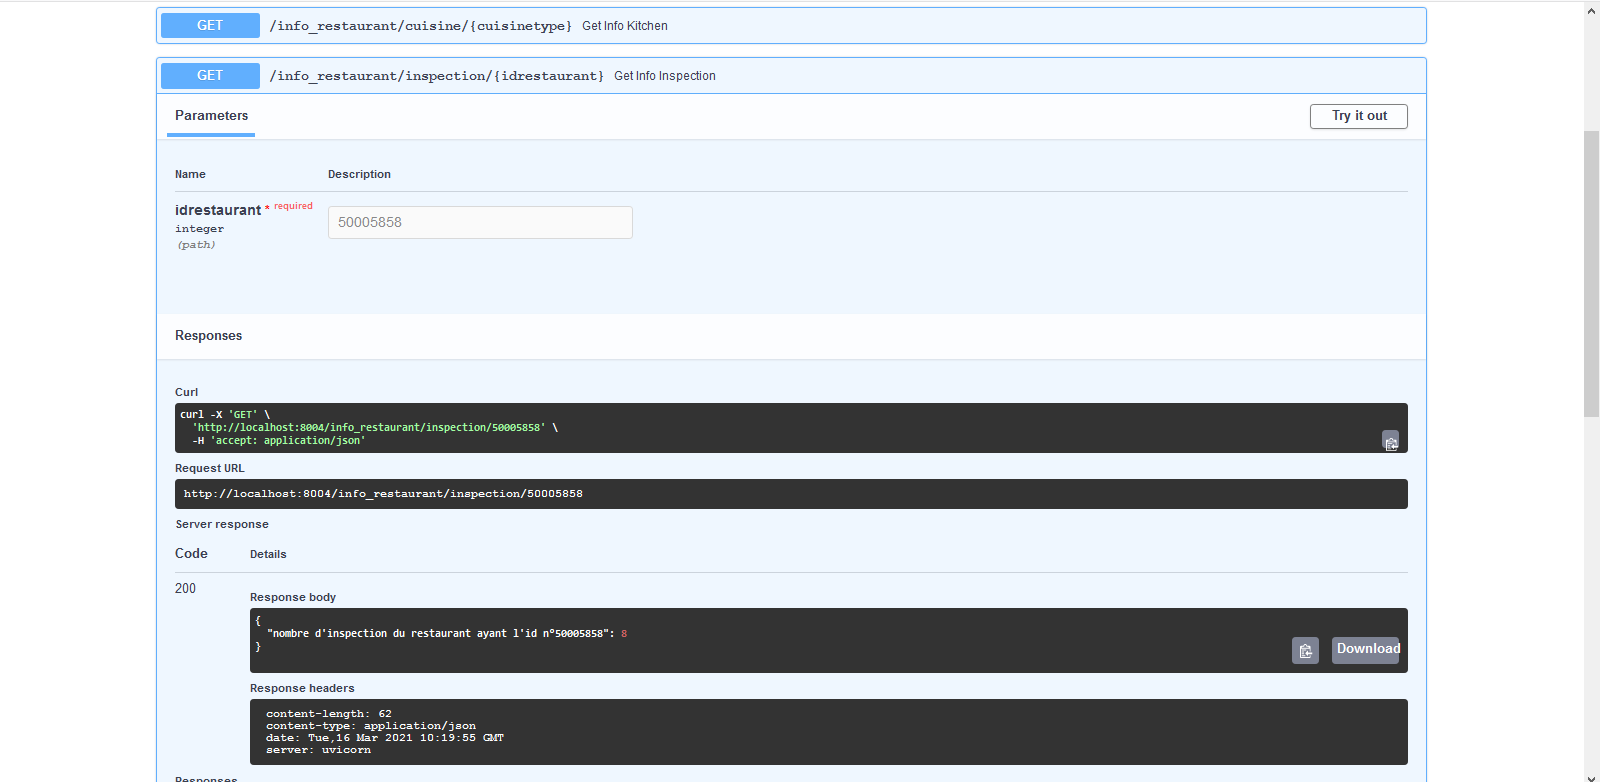 GET /info_restaurant/cuisine/{cuisinetype} Get Info Kitchen
GET /info_restaurant/inspection/{idrestaurant} Get Info Inspection
Parameters
Try it out
Name Description
idrestaurant * required
integer
(path)
50005858
Responses
Curl
curl -X 'GET' \
'http://localhost:8004/info_restaurant/inspection/50005858' \
-H 'accept: application/json'
Request URL
http://localhost:8004/info_restaurant/inspection/50005858
Server response
Code Details
200
Response body
{
"nombre d'inspection du restaurant ayant l'id n°50005858": 8
}
Download
Response headers
content-length: 62
content-type: application/json
date: Tue,16 Mar 2021 10:19:55 GMT
server: uvicorn
Responses